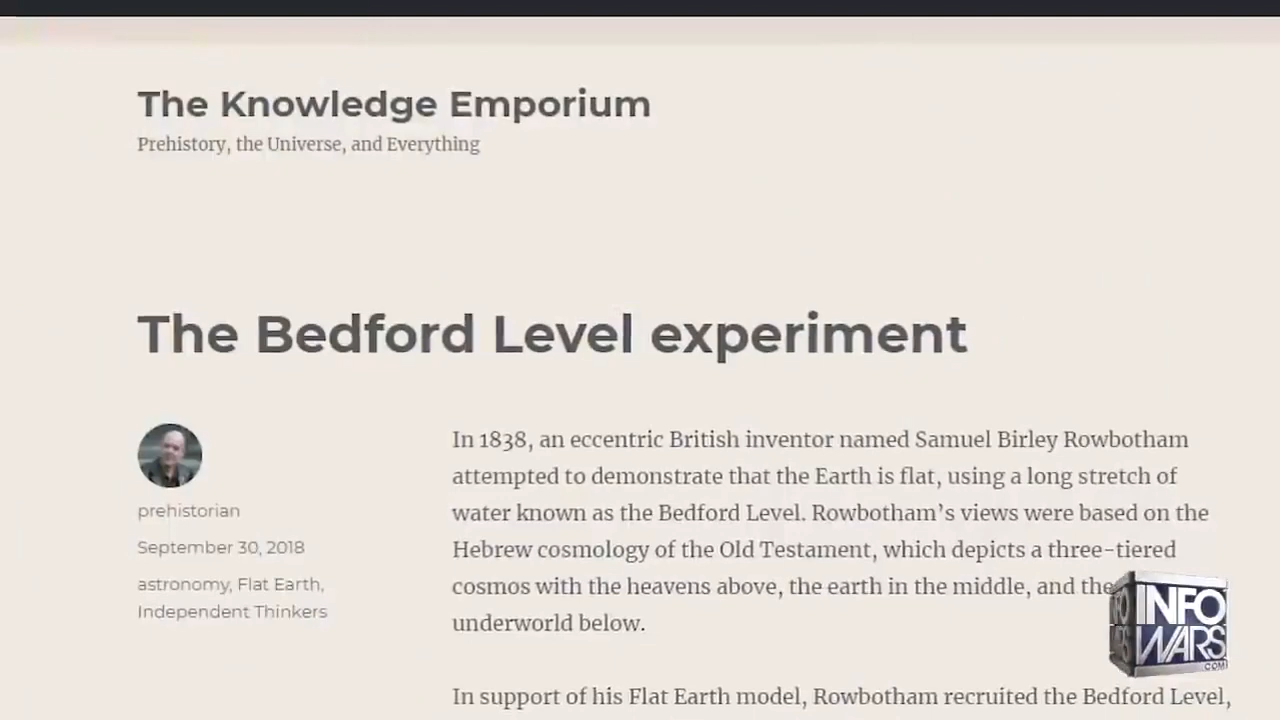 The Knowledge Emporium
Prehistory, the Universe, and Everything
The Bedford Level experiment
prehistorian
September 30, 2018
astronomy, Flat Earth,
Independent Thinkers
In 1838, an eccentric British inventor named Samuel Birley Rowbotham
attempted to demonstrate that the Earth is flat, using a long stretch of
water known as the Bedford Level. Rowbotham’s views were based on the
Hebrew cosmology of the Old Testament, which depicts a three-tiered
cosmos with the heavens above, the earth in the middle, and the
underworld below.
In support of his Flat Earth model, Rowbotham recruited the Bedford Level,
INFO
WARS
.COM